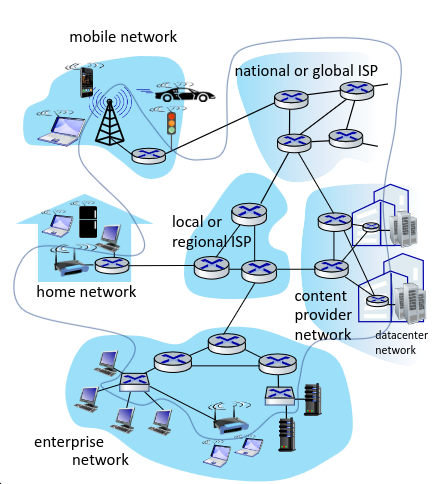 mobile network
national or global ISP
local or
regional ISP
home network
content
provider
network
datacenter
network
enterprise
network